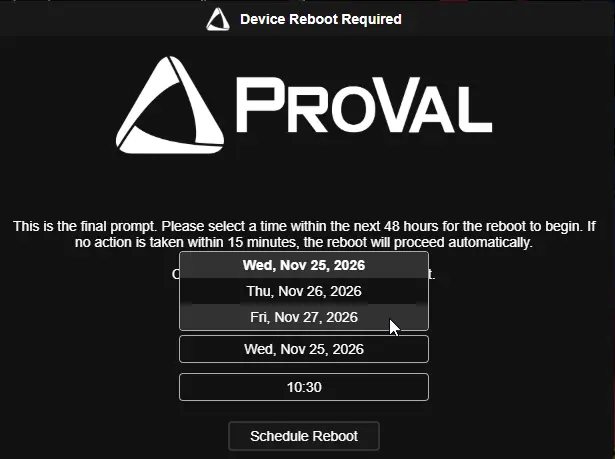 Device Reboot Required
PROVAL
This is the final prompt. Please select a time within the next 48 hours for the reboot to begin. If
no action is taken within 15 minutes, the reboot will proceed automatically.
Wed, Nov 25, 2026
Thu, Nov 26, 2026
Fri, Nov 27, 2026
Wed, Nov 25, 2026
10:30
Schedule Reboot